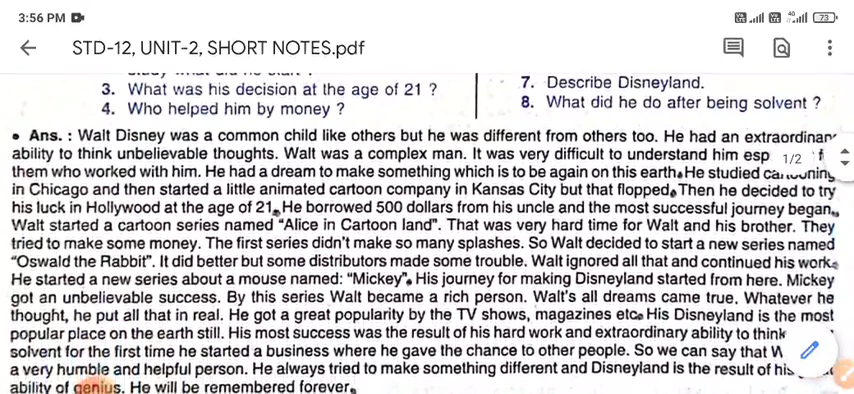 3:56 PM
73
STD-12, UNIT-2, SHORT NOTES.pdf
3. What was his decision at the age of 21 ?
4. Who helped him by money ?
7. Describe Disneyland.
8. What did he do after being solvent ?
• Ans. : Walt Disney was a common child like others but he was different from others too. He had an extraordinary
ability to think unbelievable thoughts. Walt was a complex man. It was very difficult to understand him esp
1/2
them who worked with him. He had a dream to make something which is to be again on this earth. He studied cartooning
in Chicago and then started a little animated cartoon company in Kansas City but that flopped. Then he decided to try
his luck in Hollywood at the age of 21. He borrowed 500 dollars from his uncle and the most successful journey began.
Walt started a cartoon series named “Alice in Cartoon land”. That was very hard time for Walt and his brother. They
tried to make some money. The first series didn't make so many splashes. So Walt decided to start a new series named
“Oswald the Rabbit”. It did better but some distributors made some trouble. Walt ignored all that and continued his work.
He started a new series about a mouse named: “Mickey”. His journey for making Disneyland started from here. Mickey
got an unbelievable success. By this series Walt became a rich person. Walt's all dreams came true. Whatever he
thought, he put all that in real. He got a great popularity by the TV shows, magazines etc. His Disneyland is the most
popular place on the earth still. His most success was the result of his hard work and extraordinary ability to think
solvent for the first time he started a business where he gave the chance to other people. So we can say that
a very humble and helpful person. He always tried to make something different and Disneyland is the result of his
ability of genius. He will be remembered forever.